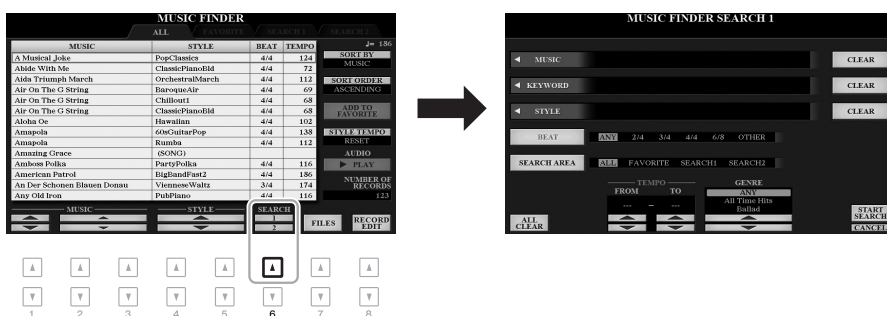 MUSIC FINDER
ALL FAVORITE SEARCH 1 SEARCH 2
MUSIC STYLE BEAT TEMPO
♩= 186
A Musical Joke PopClassics 4/4 124
Abide With Me ClassicPianoBld 4/4 72
Aida Triumph March OrchestralMarch 4/4 112
Air On The G String BaroqueAir 4/4 69
Air On The G String Chillout1 4/4 68
Air On The G String ClassicPianoBld 4/4 68
Aloha Oe Hawaiian 4/4 102
Amapola 60sGuitarPop 4/4 138
Amapola Rumba 4/4 112
Amazing Grace (SONG)
Amboss Polka PartyPolka 4/4 116
American Patrol BigBandFast2 4/4 186
An Der Schonen Blauen Donau VienneseWaltz 3/4 174
Any Old Iron PubPiano 4/4 116
SORT BY
MUSIC
SORT ORDER
ASCENDING
ADD TO
FAVORITE
STYLE TEMPO
RESET
AUDIO
PLAY
NUMBER OF
RECORDS
123
MUSIC STYLE SEARCH
1
2
FILES
RECORD
EDIT
1 2 3 4 5 6 7 8
MUSIC FINDER SEARCH 1
MUSIC CLEAR
KEYWORD CLEAR
STYLE CLEAR
BEAT ANY 2/4 3/4 4/4 6/8 OTHER
SEARCH AREA ALL FAVORITE SEARCH1 SEARCH2
TEMPO
FROM TO
--- – ---
GENRE
ANY
All Time Hits
Ballad
ALL
CLEAR
START
SEARCH
CANCEL